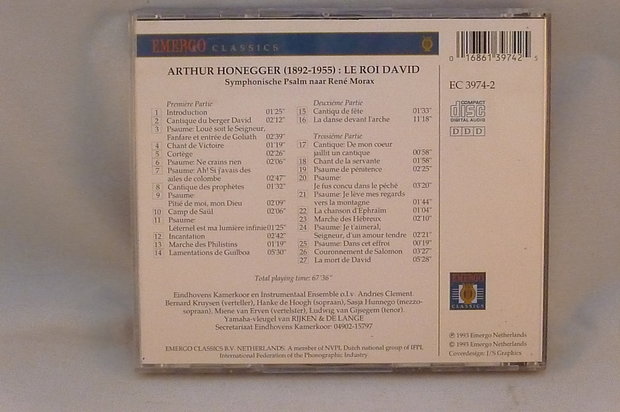 EMERGO CLASSICS
0 16861 39742 5
ARTHUR HONEGGER (1892-1955) : LE ROI DAVID
Symphonische Psalm naar René Morax
EC 3974-2
COMPACT
disc
DIGITAL AUDIO
DDD
Première Partie
1 Introduction 01'25"
2 Cantique du berger David 02'12"
3 Psaume: Loué soit le Seigneur,
Fanfare et entrée de Goliath 02'39"
4 Chant de Victoire 01'19"
5 Cortège 02'26"
6 Psaume: Ne crains rien 02'06"
7 Psaume: Ah! Si j'avais des
ailes de colombe 02'47"
8 Cantique des prophètes 01'32"
9 Psaume:
Pitié de moi, mon Dieu 02'09"
10 Camp de Saül 02'06"
11 Psaume:
Léternel est ma lumière infinie 01'25"
12 Incantation 02'42"
13 Marche des Philistins 01'19"
14 Lamentations de Guilboa 05'30"
Deuxième Partie
15 Cantiqu de fête 01'33"
16 La danse devant l'arche 11'18"
Troisième Partie
17 Cantique: De mon coeur
jaillit un cantique 00'58"
18 Chant de la servante 01'58"
19 Psaume de pénitence 02'25"
20 Psaume:
Je fus concu dans le péché 03'20"
21 Psaume: Je lève mes regards
vers la montagne 01'44"
22 La chanson d'Ephraïm 01'04"
23 Marche des Hébreux 02'10"
24 Psaume: Je t'aimeral,
Seigneur, d'un amour tendre 02'21"
25 Psaume: Dans cet effroi 00'19"
26 Couronnement de Salomon 03'27"
27 La mort de David 05'28"
Total playing time: 67'36"
Eindhovens Kamerkoor en Instrumentaal Ensemble o.l.v. Andries Clement.
Bernard Kruysen (verteller), Hanke de Hoogh (sopraan), Sasja Hunnego (mezzo-
sopraan), Miene van Erven (vertelster), Ludwig van Gijsegem (tenor).
Yamaha-vleugel van RIJKEN & DE LANGE
Secretariaat Eindhovens Kamerkoor: 04902-15797
EMERGO CLASSICS B.V. NETHERLANDS. A member of NVPI, Dutch national group of IFPI,
International Federation of the Phonographic Industry
EMERGO
CLASSICS
℗ 1993 Emergo Netherlands
© 1993 Emergo Netherlands
Coverdesign: I/S Graphics